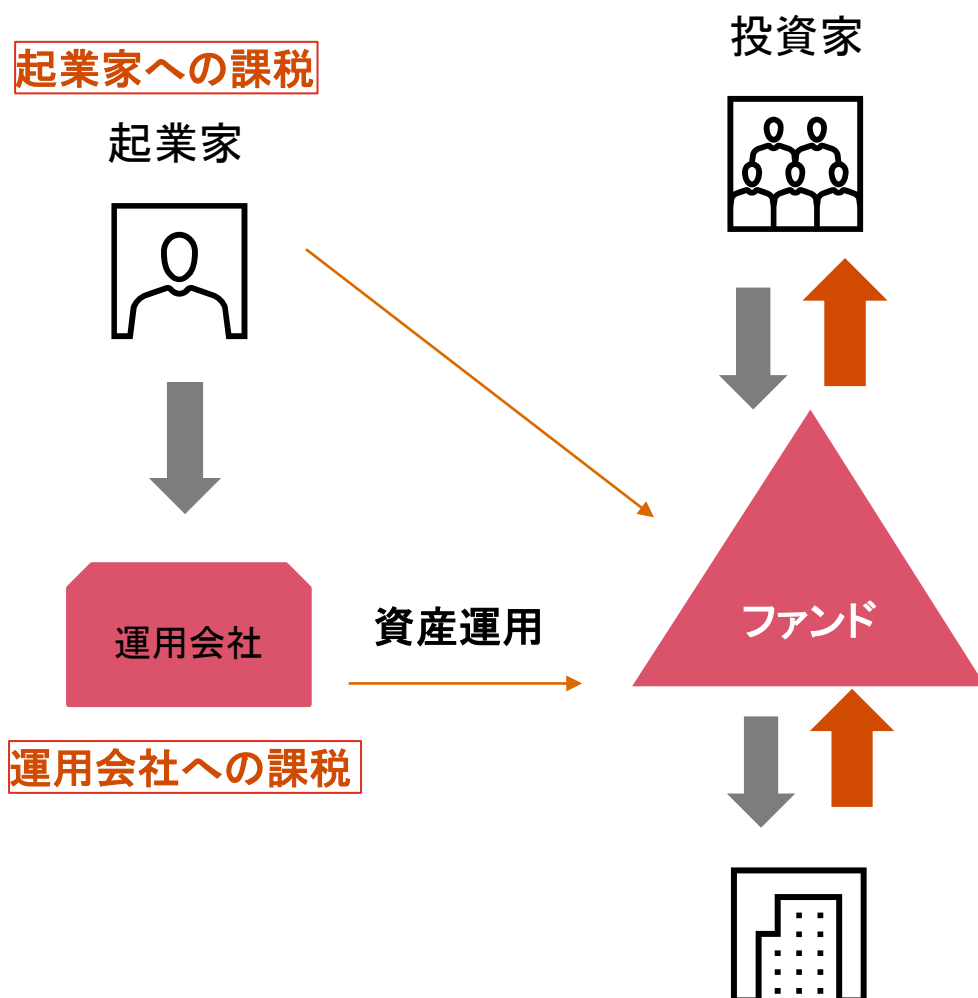 投資家
起業家への課税
起業家
ファンド
資産運用
運用会社
運用会社への課税